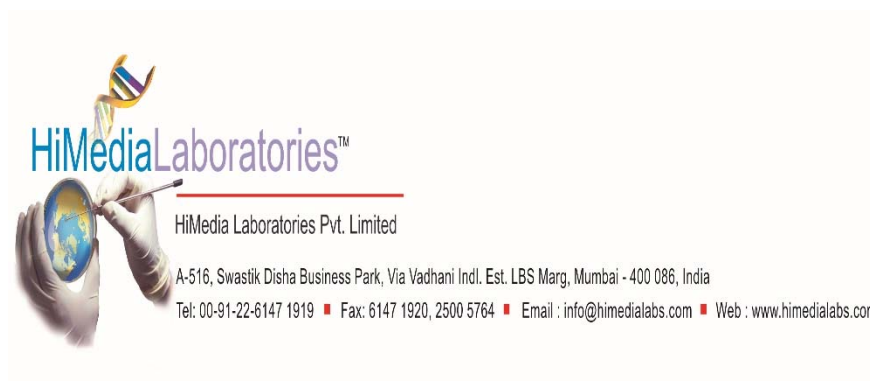 HiMediaLaboratories™
HiMedia Laboratories Pvt. Limited
A-516, Swastik Disha Business Park, Via Vadhani Indl. Est. LBS Marg, Mumbai - 400 086, India
Tel: 00-91-22-6147 1919 ■ Fax: 6147 1920, 2500 5764 ■ Email : info@himedialabs.com ■ Web : www.himedialabs.com